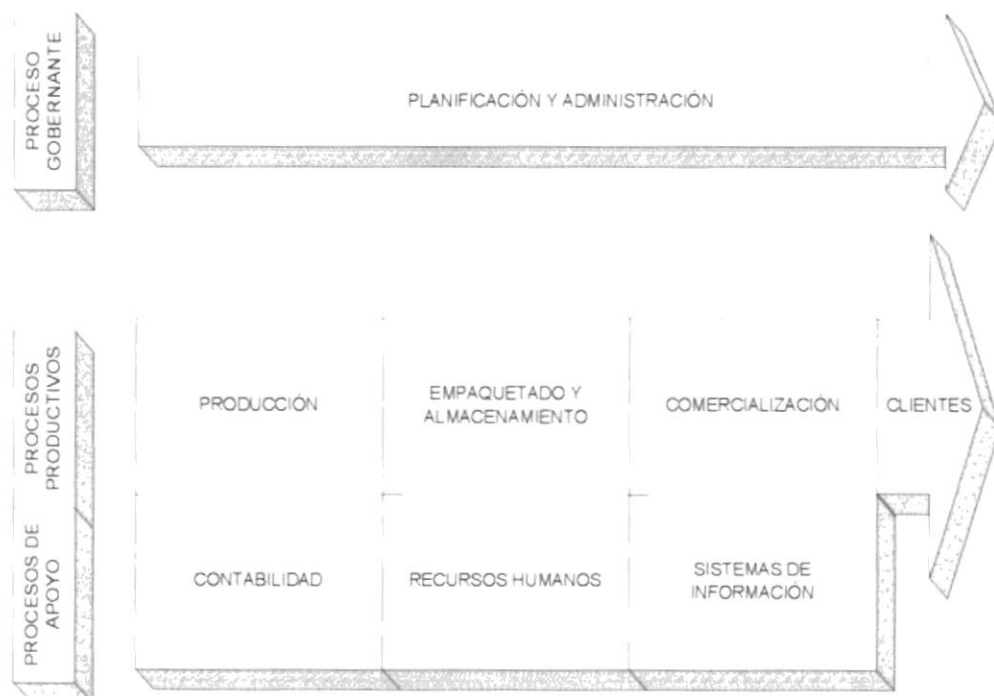 PROCESO
GOBERNANTE
PLANIFICACIÓN Y ADMINISTRACIÓN
PROCESOS
PRODUCTIVOS
PRODUCCIÓN
EMPAQUETADO Y
ALMACENAMIENTO
COMERCIALIZACIÓN
CLIENTES
PROCESOS DE
APOYO
CONTABILIDAD
RECURSOS HUMANOS
SISTEMAS DE
INFORMACIÓN